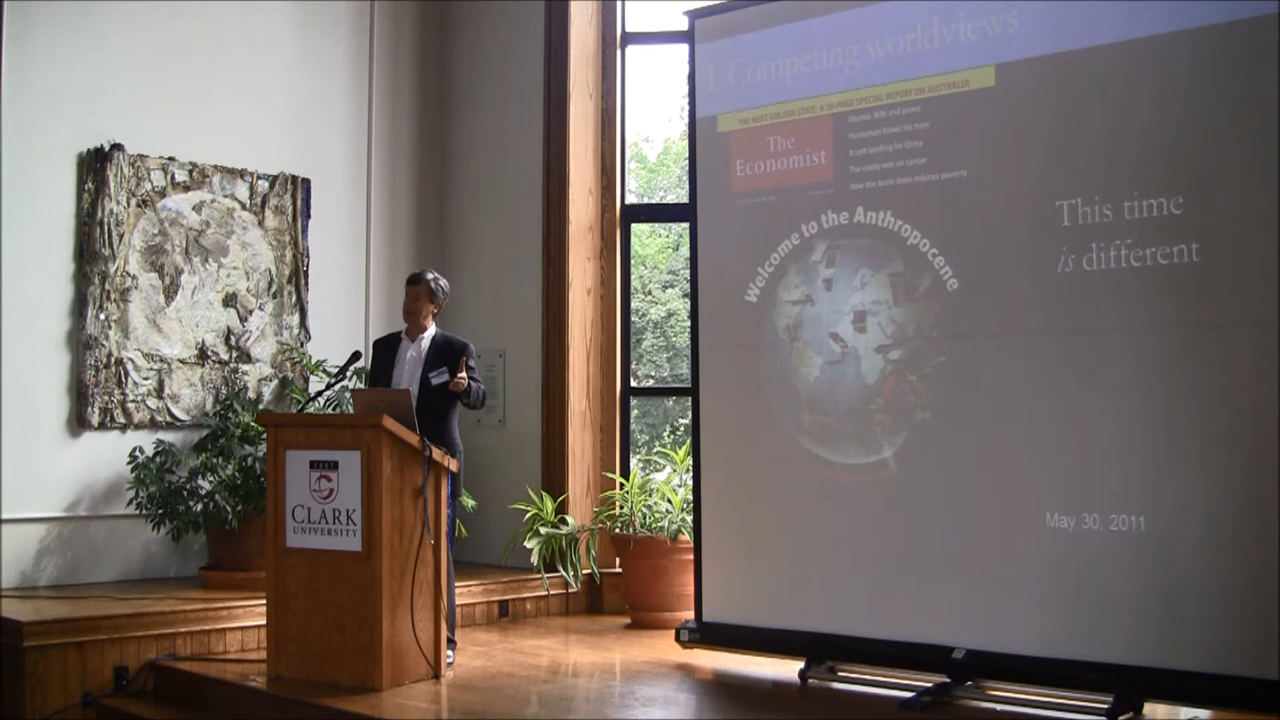 I. Competing worldviews
THE NEXT GOLDEN STATE: A 16-PAGE SPECIAL REPORT ON AUSTRALIA
The
Economist
Obama, Bibi and peace
Huntsman blows his horn
A soft landing for China
The costly war on cancer
How the brain drain reduces poverty
Welcome to the Anthropocene
This time
is different
May 30, 2011
1887
CLARK
UNIVERSITY